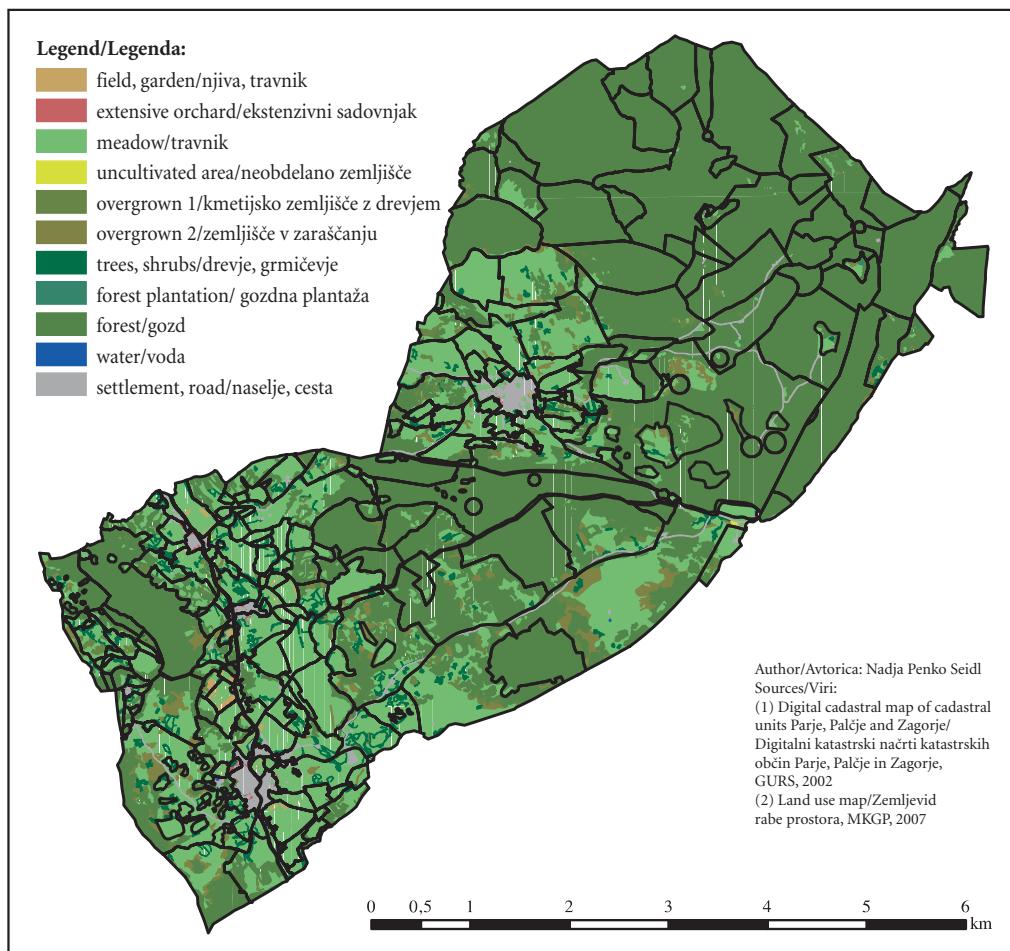 Legend/Legenda:
field, garden/njiva, travnik
extensive orchard/ekstenzivni sadovnjak
meadow/travnik
uncultivated area/neobdelano zemljišče
overgrown 1/kmetijsko zemljišče z drevjem
overgrown 2/zemljišče v zaraščanju
trees, shrubs/drevje, grmičevje
forest plantation/ gozdna plantaža
forest/gozd
water/voda
settlement, road/naselje, cesta
Author/Avtorica: Nadja Penko Seidl
Sources/Viri:
(1) Digital cadastral map of cadastral
units Parje, Palčje and Zagorje/
Digitalni katastrski načrti katastrskih
občin Parje, Palčje in Zagorje,
GURS, 2002
(2) Land use map/Zemljevid
rabe prostora, MKGP, 2007
0 0,5 1 2 3 4 5 6
km